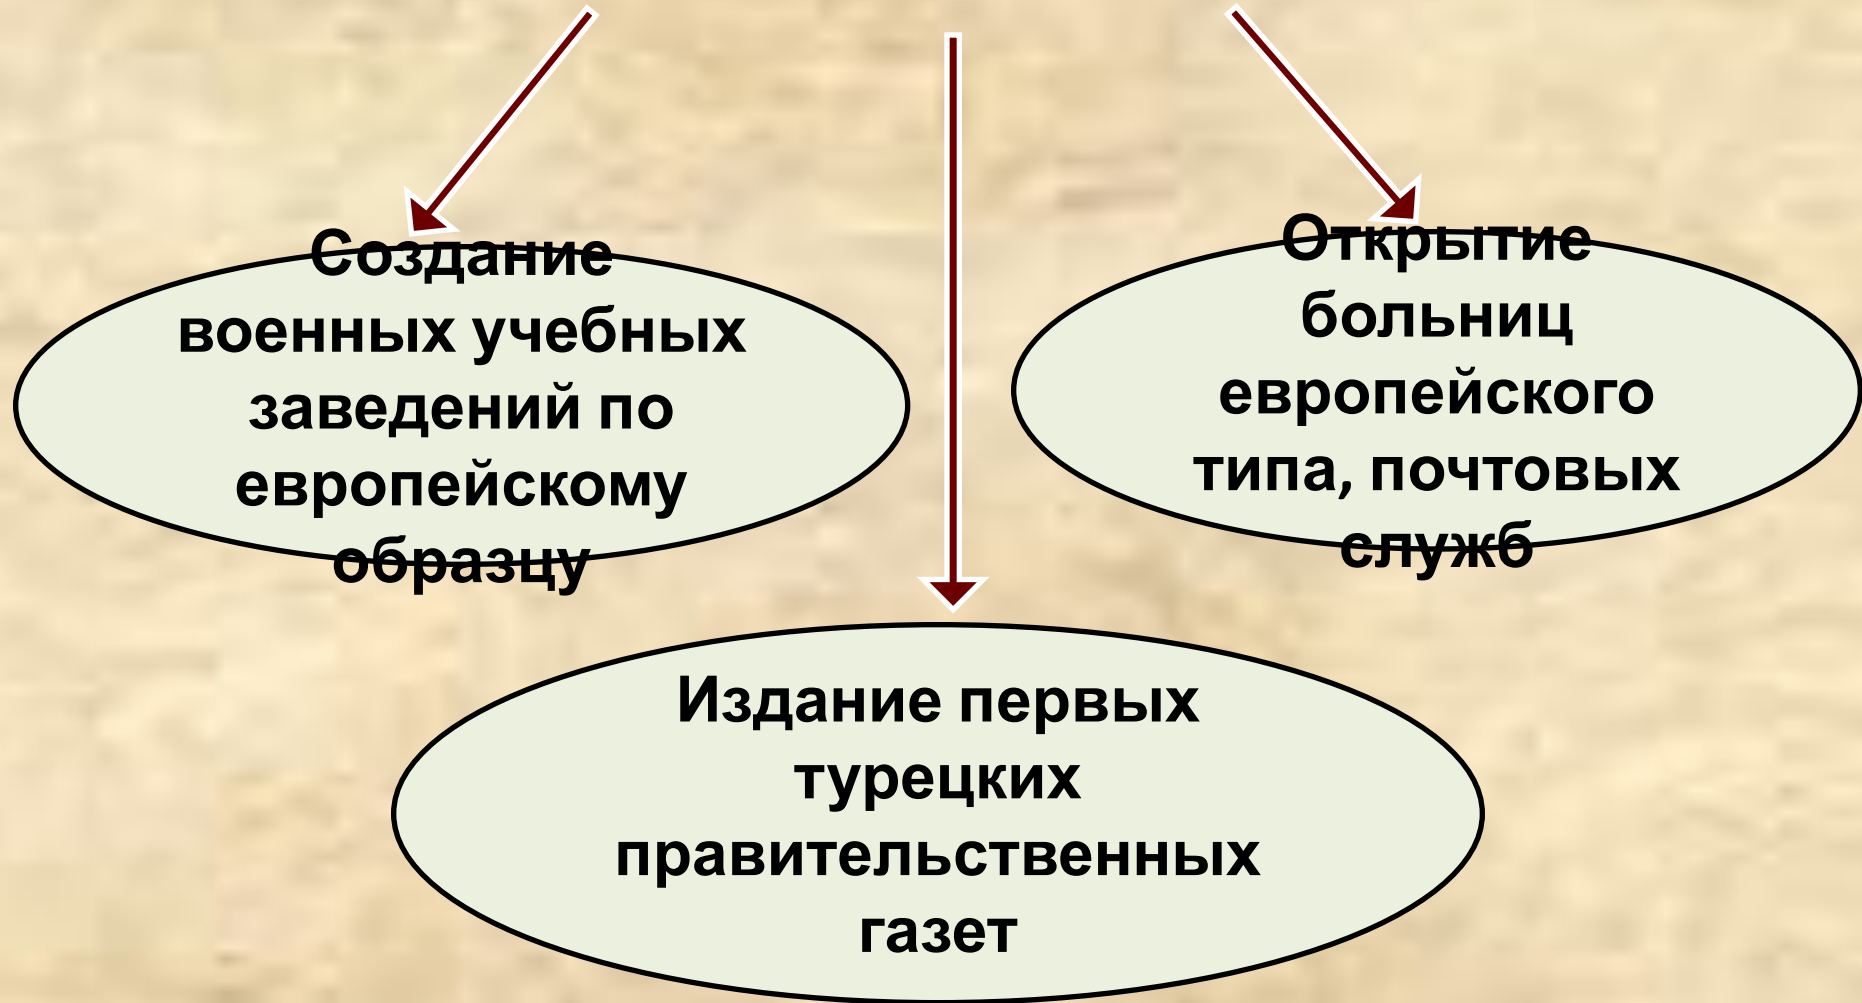 Создание
военных учебных
заведений по
европейскому
образцу
Открытие
больниц
европейского
типа, почтовых
служб
Издание первых
турецких
правительственных
газет